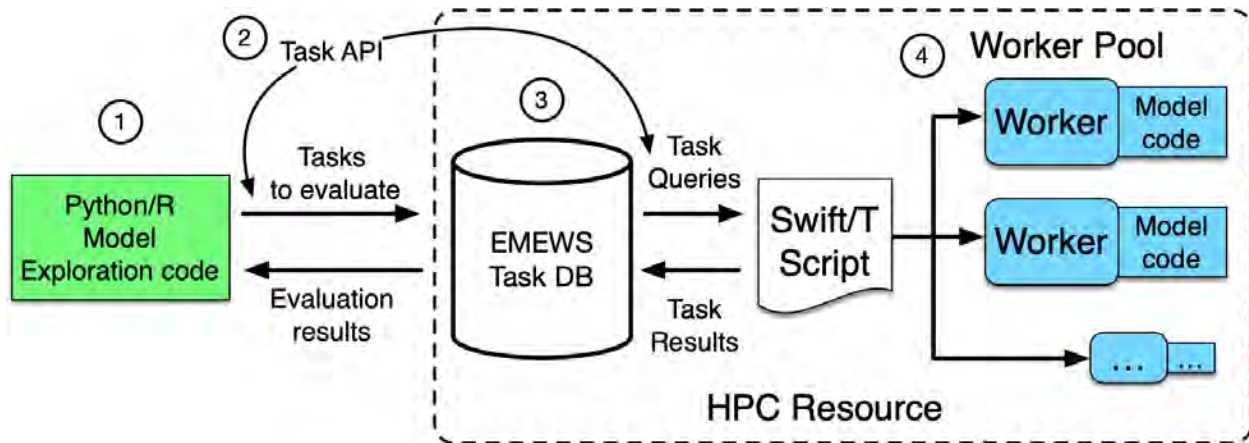 1
Python/R
Model
Exploration code
2
Task API
Tasks
to evaluate
Evaluation
results
3
EMEWS
Task DB
Task
Queries
Task
Results
Swift/T
Script
4
Worker Pool
Worker
Model
code
Worker
Model
code
...
...
HPC Resource